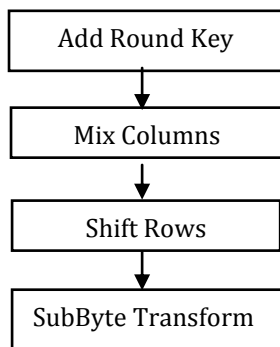 Add Round Key
Mix Columns
Shift Rows
SubByte Transform